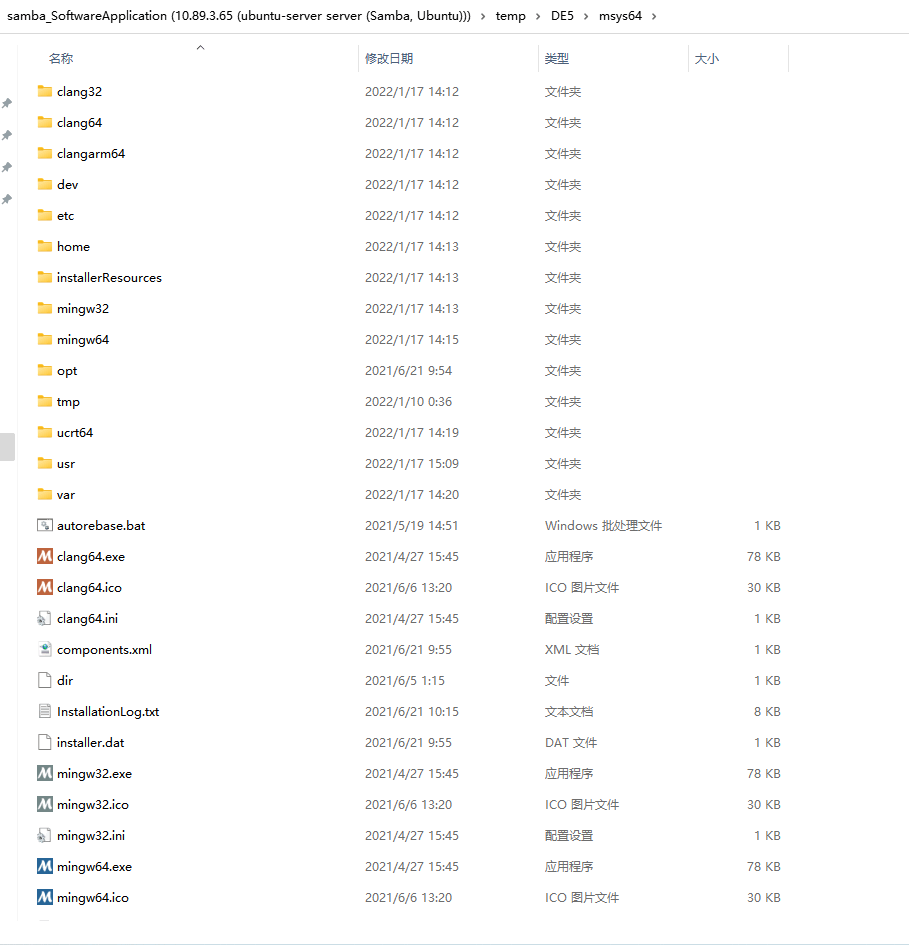 samba_SoftwareApplication (10.89.3.65 (ubuntu-server server (Samba, Ubuntu))) > temp > DE5 > msys64 >
名称 修改日期 类型 大小
clang32 2022/1/17 14:12 文件夹
clang64 2022/1/17 14:12 文件夹
clangarm64 2022/1/17 14:12 文件夹
dev 2022/1/17 14:12 文件夹
etc 2022/1/17 14:12 文件夹
home 2022/1/17 14:13 文件夹
installerResources 2022/1/17 14:13 文件夹
mingw32 2022/1/17 14:13 文件夹
mingw64 2022/1/17 14:15 文件夹
opt 2021/6/21 9:54 文件夹
tmp 2022/1/10 0:36 文件夹
ucrt64 2022/1/17 14:19 文件夹
usr 2022/1/17 15:09 文件夹
var 2022/1/17 14:20 文件夹
autorebase.bat 2021/5/19 14:51 Windows 批处理文件 1 KB
clang64.exe 2021/4/27 15:45 应用程序 78 KB
clang64.ico 2021/6/6 13:20 ICO 图片文件 30 KB
clang64.ini 2021/4/27 15:45 配置设置 1 KB
components.xml 2021/6/21 9:55 XML 文档 1 KB
dir 2021/6/5 1:15 文件 1 KB
InstallationLog.txt 2021/6/21 10:15 文本文档 8 KB
installer.dat 2021/6/21 9:55 DAT 文件 1 KB
mingw32.exe 2021/4/27 15:45 应用程序 78 KB
mingw32.ico 2021/6/6 13:20 ICO 图片文件 30 KB
mingw32.ini 2021/4/27 15:45 配置设置 1 KB
mingw64.exe 2021/4/27 15:45 应用程序 78 KB
mingw64.ico 2021/6/6 13:20 ICO 图片文件 30 KB